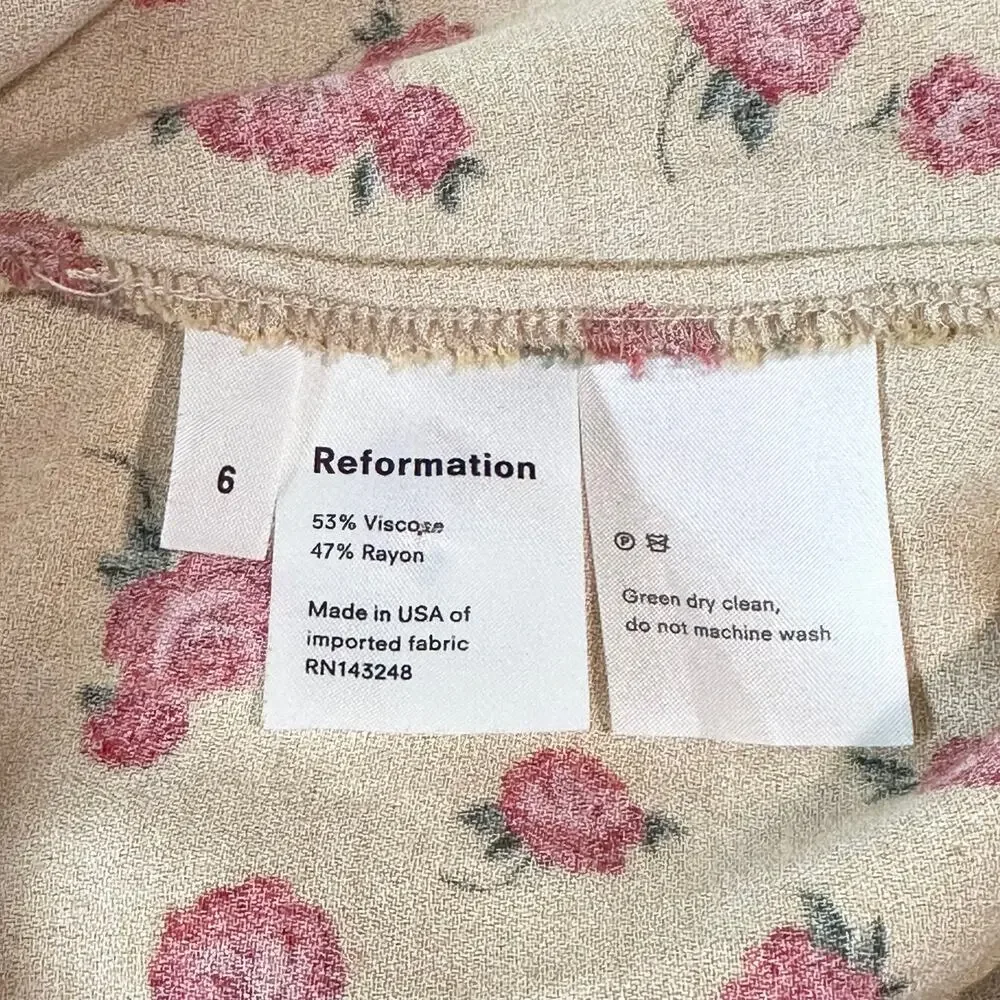 6
Reformation
53% Viscose
47% Rayon
Made in USA of
imported fabric
RN143248
P
Green dry clean,
do not machine wash